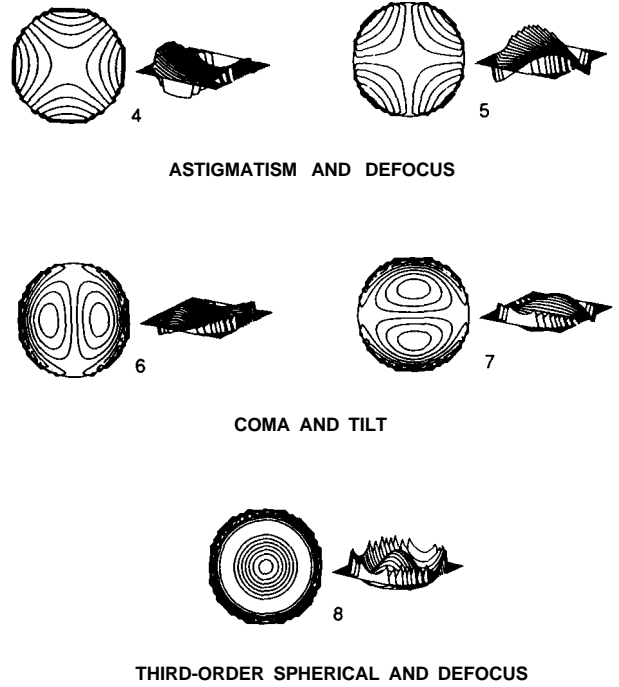 4
5
ASTIGMATISM AND DEFOCUS
6
7
COMA AND TILT
8
THIRD-ORDER SPHERICAL AND DEFOCUS